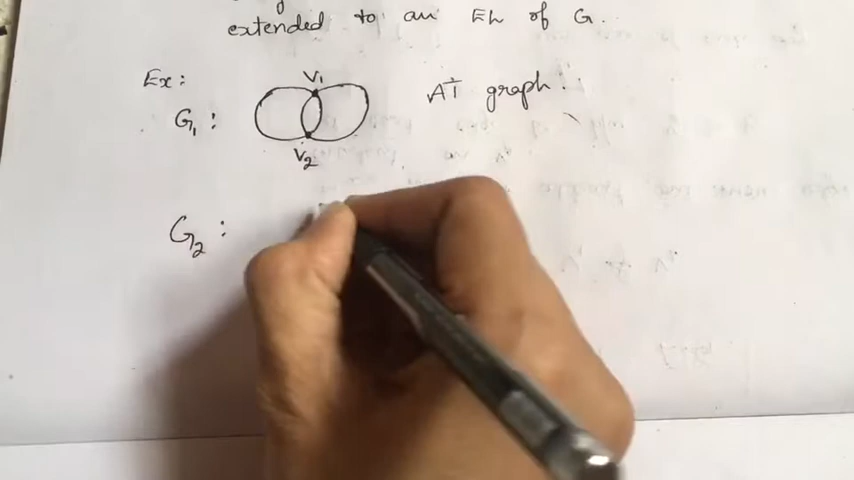 extended to an EL of G.
Ex:
V1
G1 : AT graph :
V2
G2 :